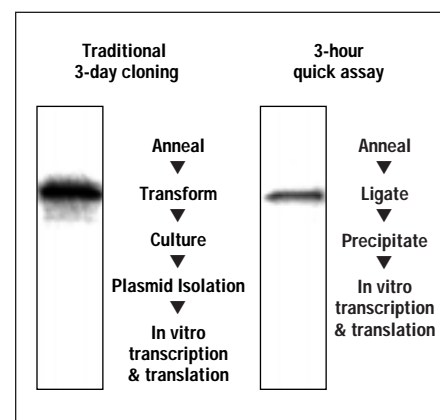 Traditional
3-day cloning
Anneal
Transform
Culture
Plasmid Isolation
In vitro
transcription
& translation
3-hour
quick assay
Anneal
Ligate
Precipitate
In vitro
transcription
& translation